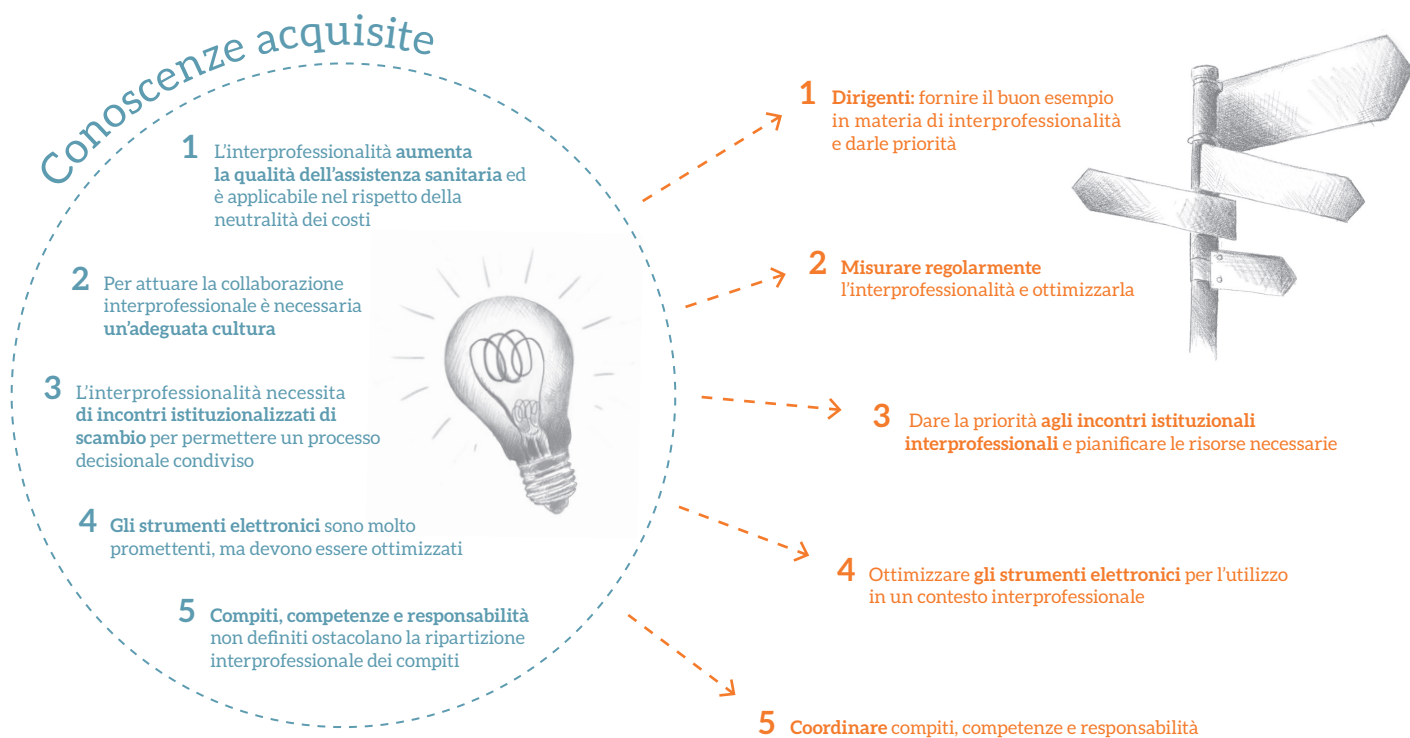 Conoscenze acquisite
1 L'interprofessionalità aumenta
la qualità dell'assistenza sanitaria ed
è applicabile nel rispetto della
neutralità dei costi
2 Per attuare la collaborazione
interprofessionale è necessaria
un'adeguata cultura
3 L'interprofessionalità necessita
di incontri istituzionalizzati di
scambio per permettere un processo
decisionale condiviso
4 Gli strumenti elettronici sono molto
promettenti, ma devono essere ottimizzati
5 Compiti, competenze e responsabilità
non definiti ostacolano la ripartizione
interprofessionale dei compiti
1 Dirigenti: fornire il buon esempio
in materia di interprofessionalità
e darle priorità
2 Misurare regolarmente
l'interprofessionalità e ottimizzarla
3 Dare la priorità agli incontri istituzionali
interprofessionali e pianificare le risorse necessarie
4 Ottimizzare gli strumenti elettronici per l'utilizzo
in un contesto interprofessionale
5 Coordinare compiti, competenze e responsabilità